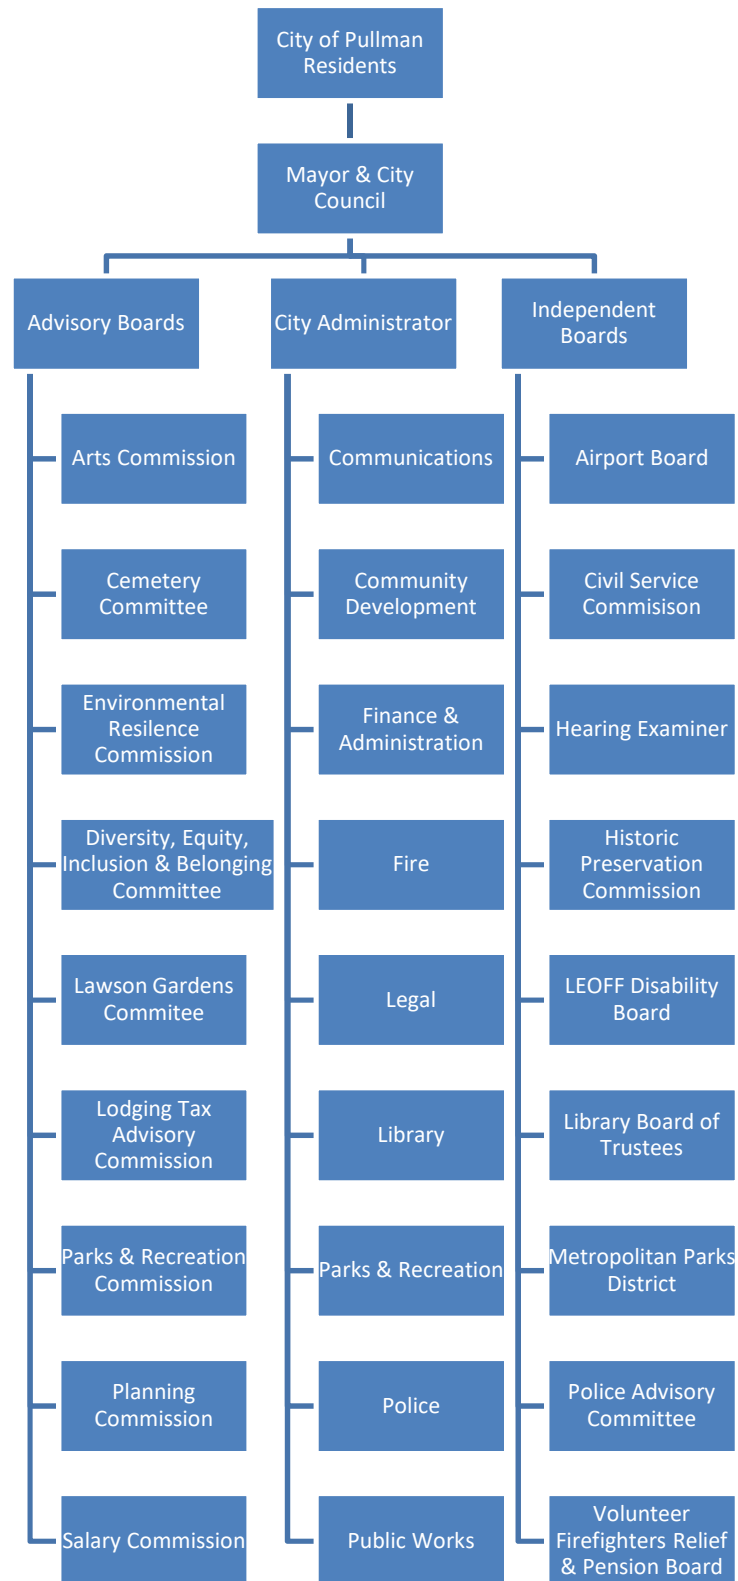 City of Pullman
Residents
Mayor & City
Council
Advisory Boards
City Administrator
Independent
Boards
Arts Commission
Cemetery
Committee
Environmental
Resilence
Commission
Diversity, Equity,
Inclusion & Belonging
Committee
Lawson Gardens
Commitee
Lodging Tax
Advisory
Commission
Parks & Recreation
Commission
Planning
Commission
Salary Commission
Communications
Community
Development
Finance &
Administration
Fire
Legal
Library
Parks & Recreation
Police
Public Works
Airport Board
Civil Service
Commisison
Hearing Examiner
Historic
Preservation
Commission
LEOFF Disability
Board
Library Board of
Trustees
Metropolitan Parks
District
Police Advisory
Committee
Volunteer
Firefighters Relief
& Pension Board